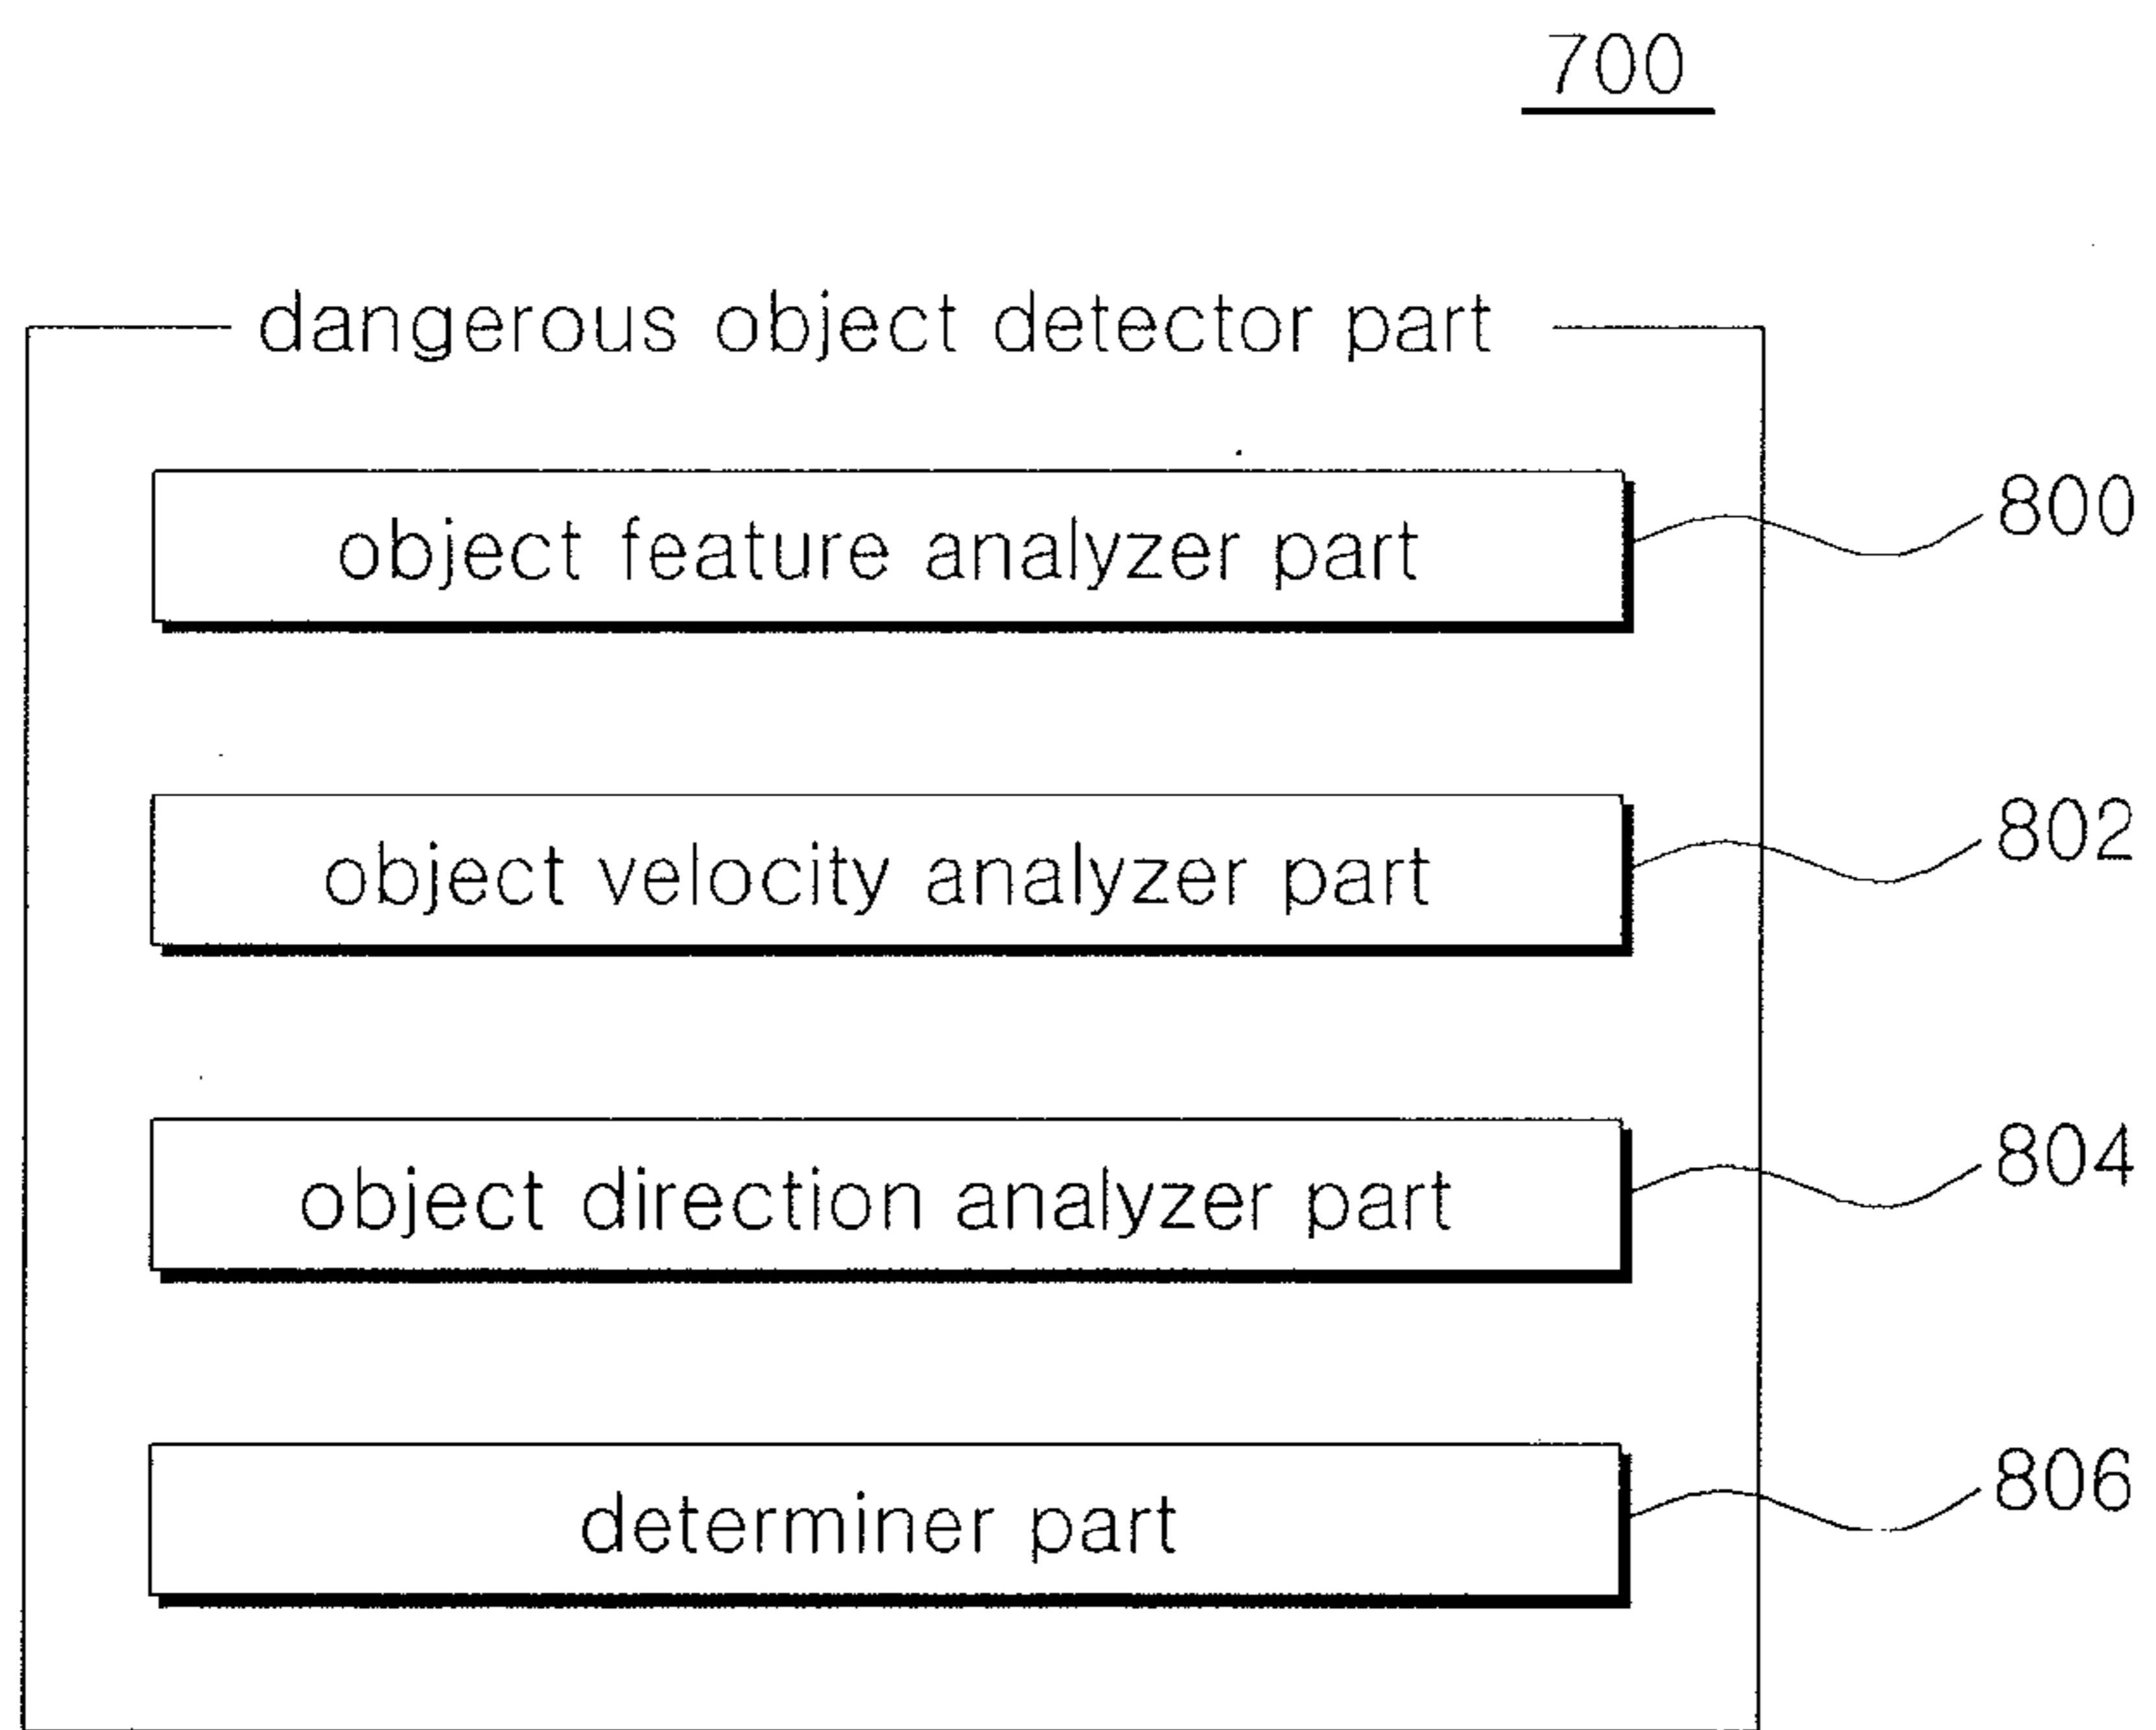 700
dangerous object detector part
object feature analyzer part
800
object velocity analyzer part
802
object direction analyzer part
804
determiner part
806